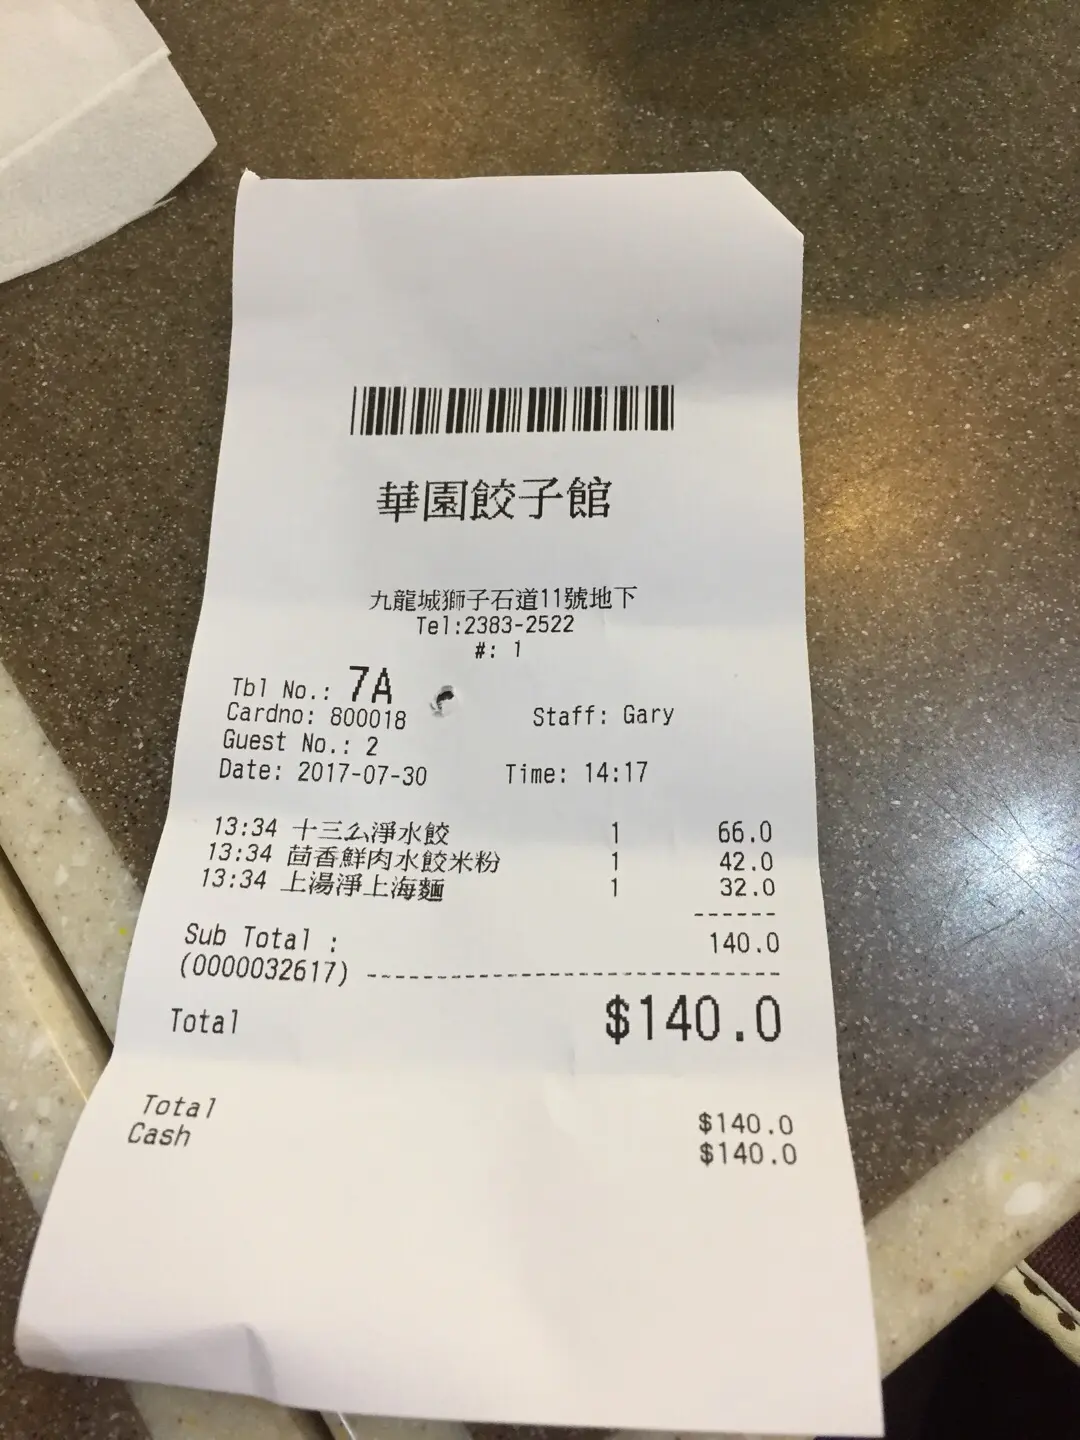 華園餃子館
九龍城獅子石道11號地下
Tel:2383-2522
#: 1
Tbl No.: 7A
Cardno: 800018 Staff: Gary
Guest No.: 2
Date: 2017-07-30 Time: 14:17
13:34 十三么淨水餃 1 66.0
13:34 茴香鮮肉水餃米粉 1 42.0
13:34 上湯淨上海麵 1 32.0
------
Sub Total : 140.0
(0000032617) --------------------------------
Total $140.0
Total $140.0
Cash $140.0